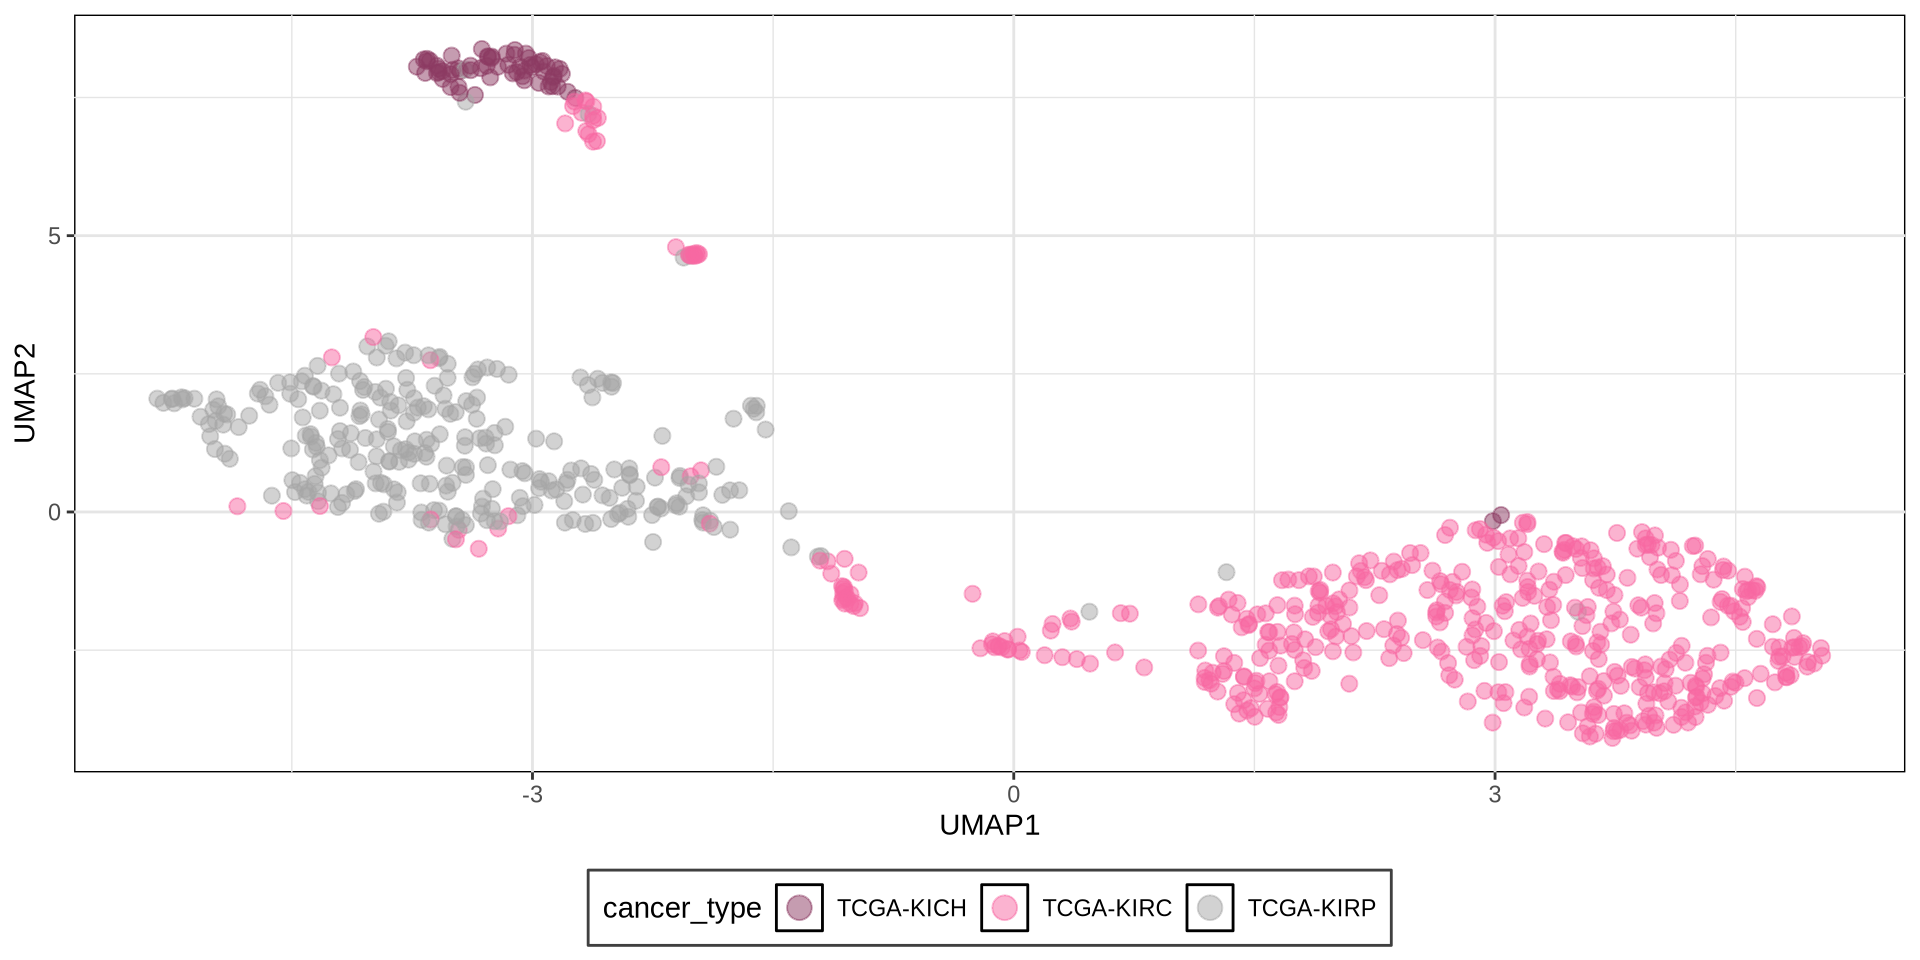 UMAP2
5
0
-3 0 3
UMAP1
cancer_type TCGA-KICH TCGA-KIRC TCGA-KIRP